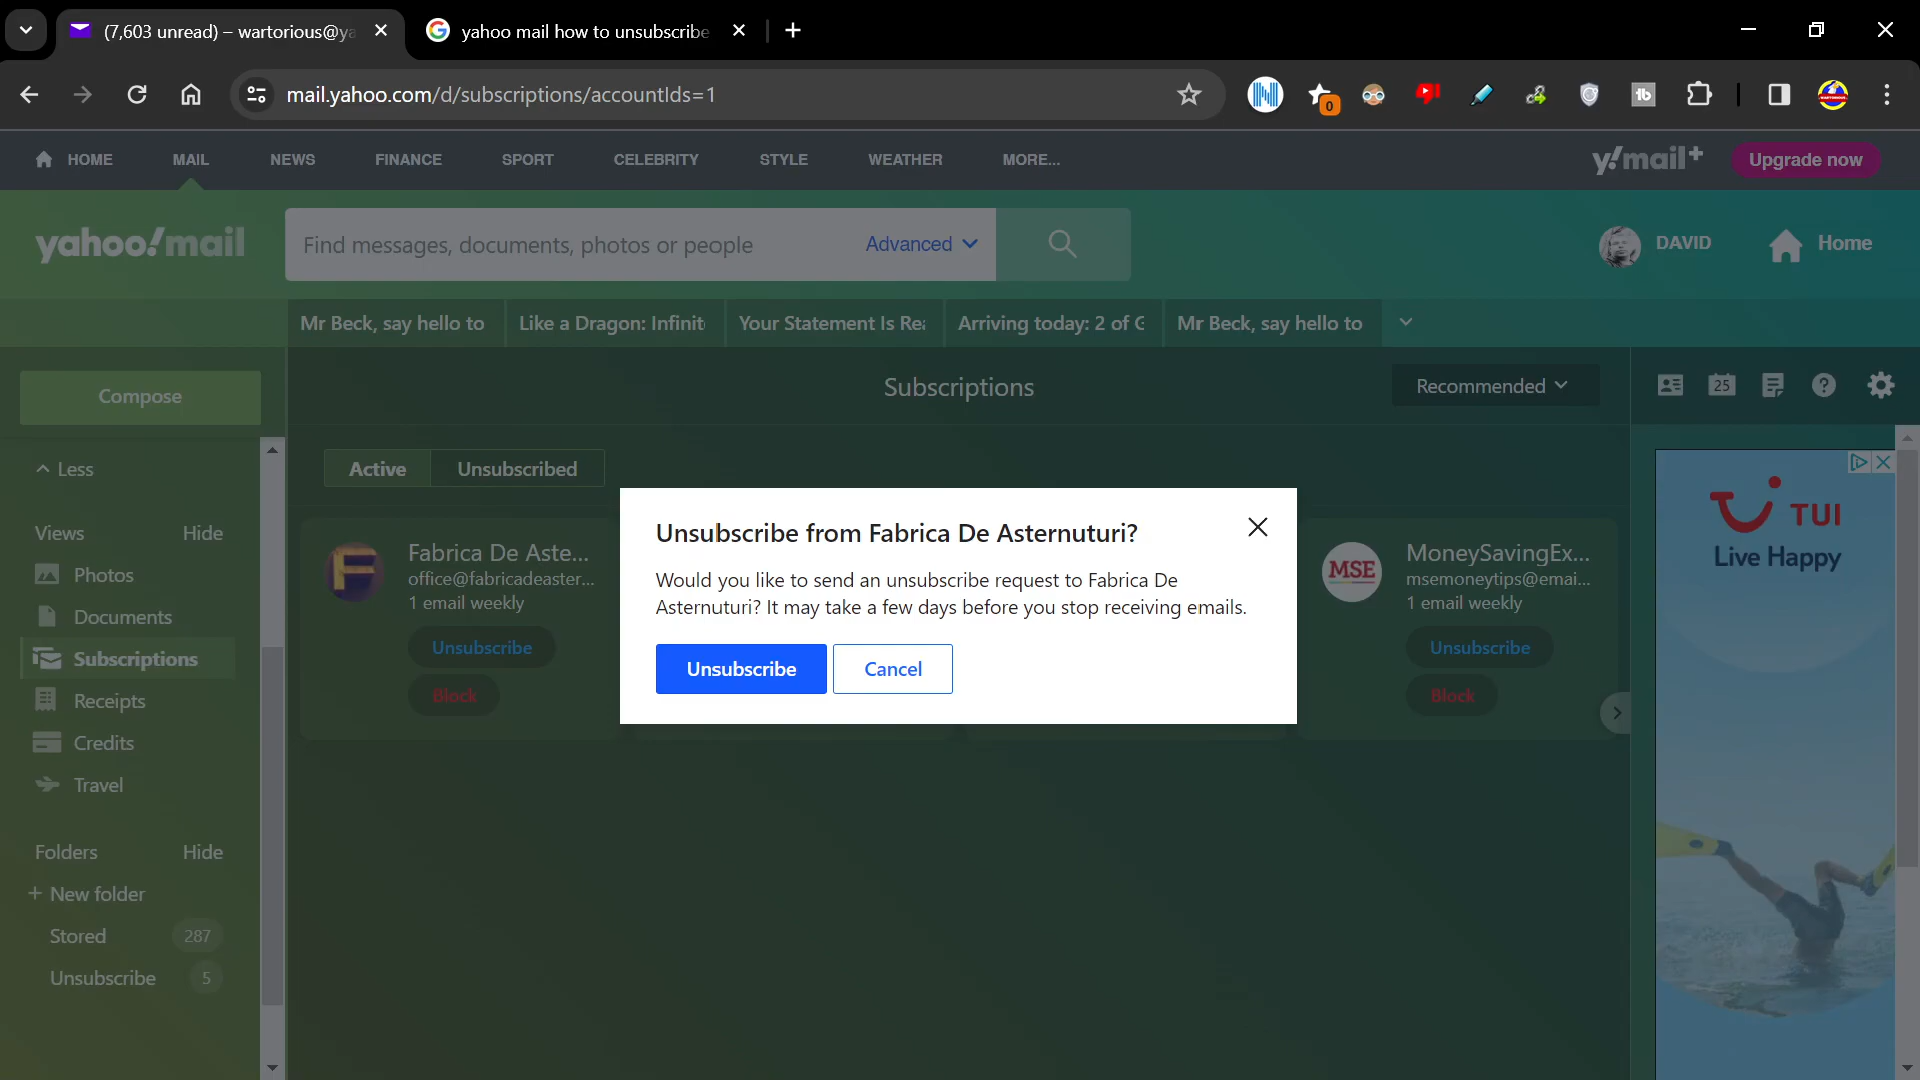 (7,603 unread) – wartorious@ya
yahoo mail how to unsubscribe
mail.yahoo.com/d/subscriptions/accountIds=1
0
HOME
MAIL
NEWS
FINANCE
SPORT
CELEBRITY
STYLE
WEATHER
MORE...
y!mail+
Upgrade now
yahoo!mail
Find messages, documents, photos or people
Advanced
DAVID
Home
Mr Beck, say hello to
Like a Dragon: Infinit
Your Statement Is Rea
Arriving today: 2 of G
Mr Beck, say hello to
Compose
Subscriptions
Recommended
25
Less
Active
Unsubscribed
Views
Hide
Photos
Documents
Subscriptions
Receipts
Credits
Travel
Folders
Hide
+ New folder
Stored
287
Unsubscribe
5
F
Fabrica De Aste...
office@fabricadeaster...
1 email weekly
Unsubscribe
Block
Unsubscribe from Fabrica De Asternuturi?
Would you like to send an unsubscribe request to Fabrica De
Asternuturi? It may take a few days before you stop receiving emails.
Unsubscribe
Cancel
MSE
MoneySavingEx...
msemoneytips@emai...
1 email weekly
Unsubscribe
Block
TUI
Live Happy